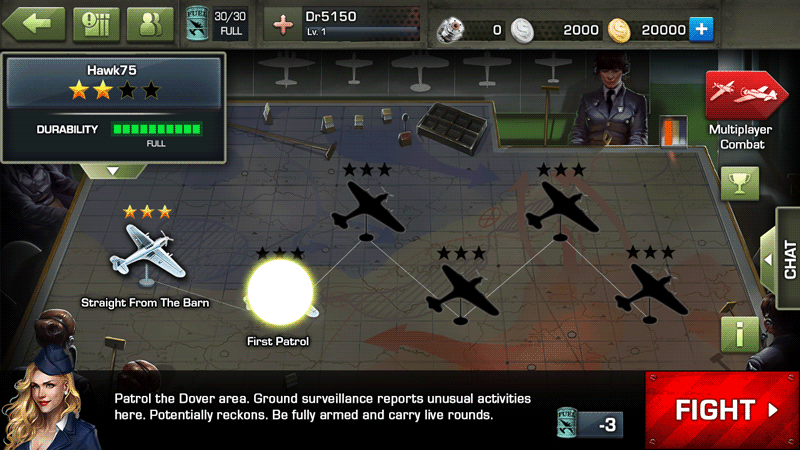 FUEL
30/30
FULL
Dr5150
Lv. 1
0
2000
20000
Hawk75
DURABILITY
FULL
Multiplayer
Combat
CHAT
Straight From The Barn
First Patrol
Patrol the Dover area. Ground surveillance reports unusual activities
here. Potentially reckons. Be fully armed and carry live rounds.
FUEL
-3
FIGHT